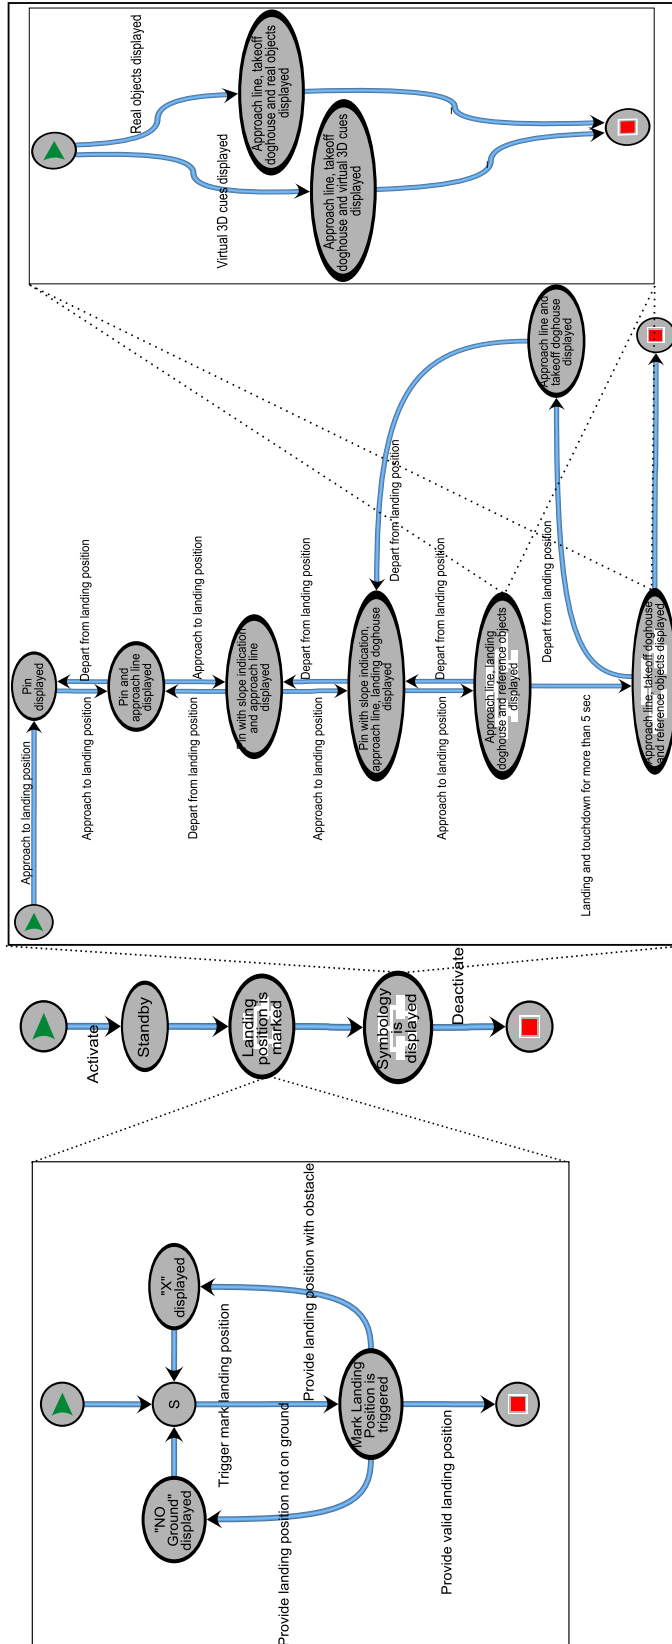 Real objects displayed
Approach line, takeoff
doghouse and real objects
displayed
Virtual 3D cues displayed
Approach line, takeoff
doghouse and virtual 3D cues
displayed
Approach to landing position
Pin
displayed
Approach to landing position
Depart from landing position
Pin and
approach line
displayed
Depart from landing position
Approach to landing position
Pin with slope indication
and approach line
displayed
Approach to landing position
Depart from landing position
Pin with slope indication,
approach line, landing doghouse
displayed
Depart from landing position
Approach to landing position
Depart from landing position
Approach line, landing
doghouse and reference objects
displayed
Landing and touchdown for more than 5 sec
Depart from landing position
Approach line and
takeoff doghouse
displayed
Approach line, takeoff doghouse
and reference objects displayed
Activate
Standby
Landing
position is
marked
Symbology
is
displayed
Deactivate
"X"
displayed
S
"NO
Ground"
displayed
Trigger mark landing position
Provide landing position not on ground
Provide landing position with obstacle
Mark Landing
Position is
triggered
Provide valid landing position